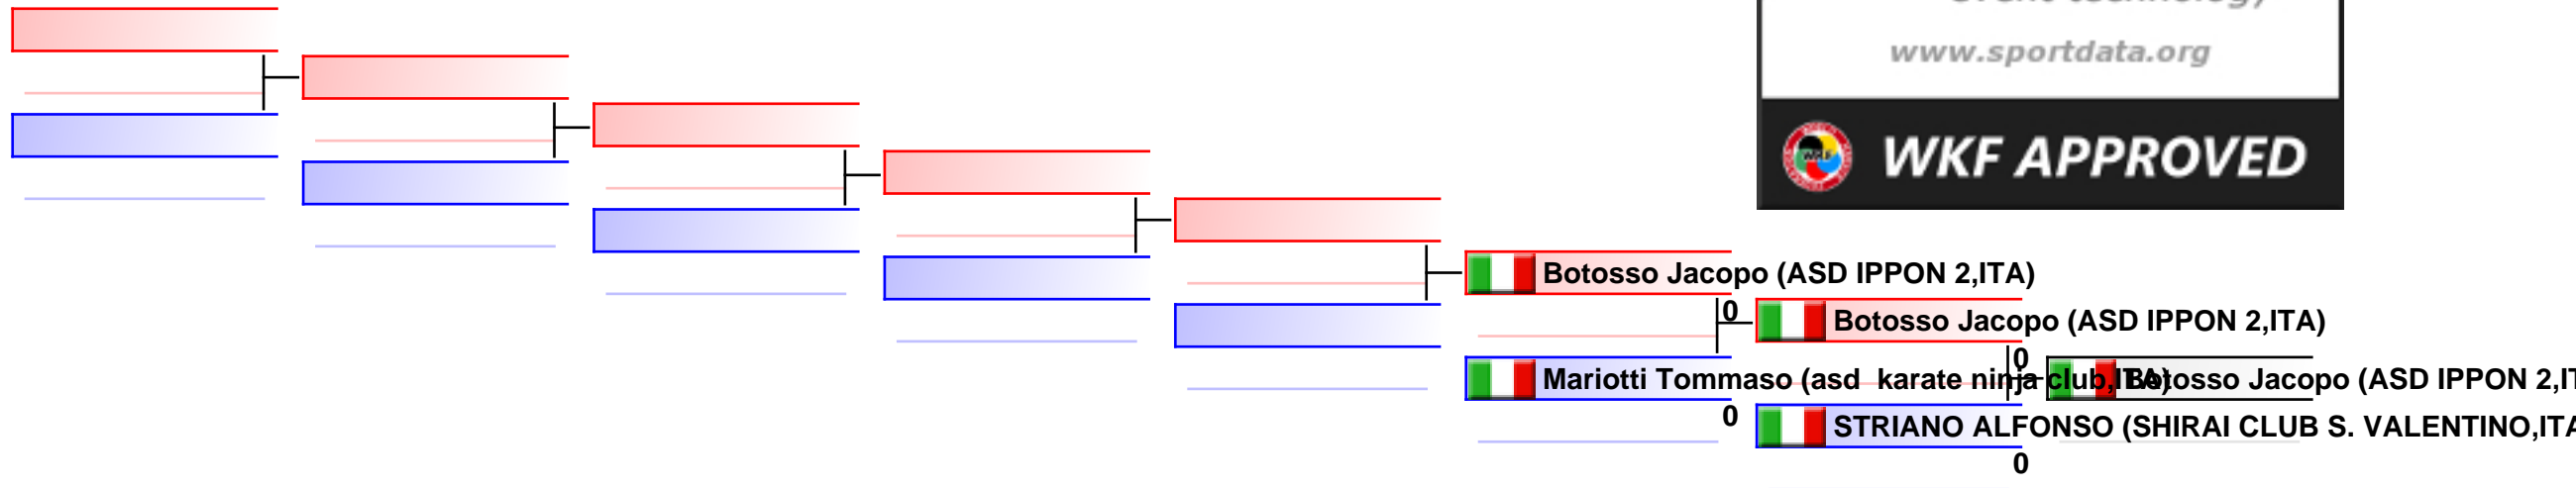 www.sportdata.org
WKF APPROVED
Botosso Jacopo (ASD IPPON 2,ITA)
0
Botosso Jacopo (ASD IPPON 2,ITA)
0
Mariotti Tommaso (asd  karate ninja club,ITA)
Botosso Jacopo (ASD IPPON 2,IT
0
STRIANO ALFONSO (SHIRAI CLUB S. VALENTINO,ITA
0